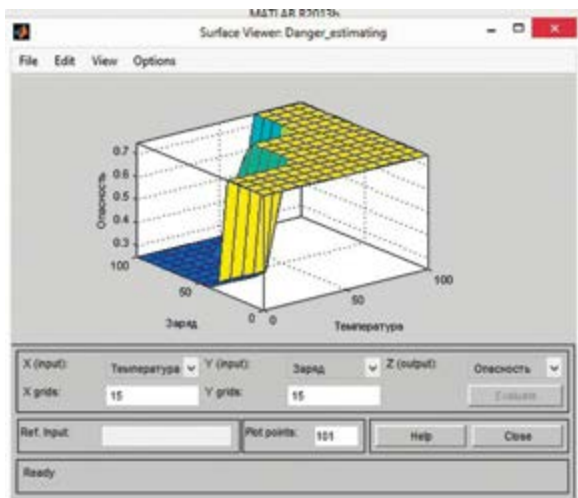 MATLAB R2013b
Surface Viewer: Danger_estimating
File Edit View Options
0.7
0.6
0.5
0.4
0.3
Опасность
100
50
0
Заряд
0
50
100
Температура
X (input): Температура Y (input): Заряд Z (output): Опасность
X grids: 15 Y grids: 15 Evaluate
Ref. Input: Plot points: 101 Help Close
Ready